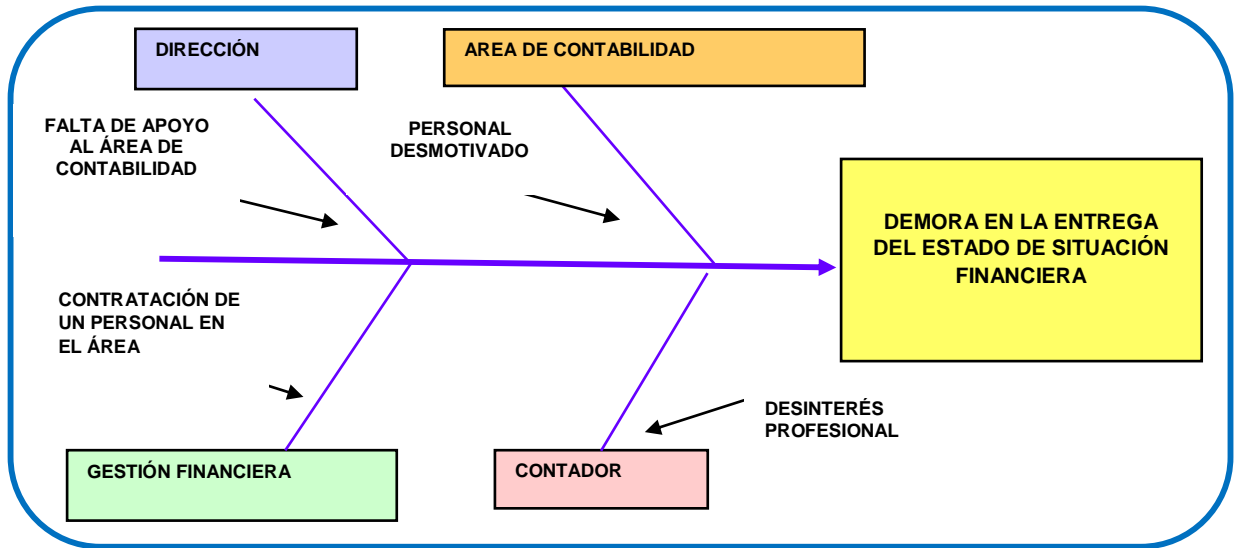 DIRECCIÓN
AREA DE CONTABILIDAD
FALTA DE APOYO
AL ÁREA DE
CONTABILIDAD
PERSONAL
DESMOTIVADO
DEMORA EN LA ENTREGA
DEL ESTADO DE SITUACIÓN
FINANCIERA
CONTRATACIÓN DE
UN PERSONAL EN
EL ÁREA
DESINTERÉS
PROFESIONAL
GESTIÓN FINANCIERA
CONTADOR